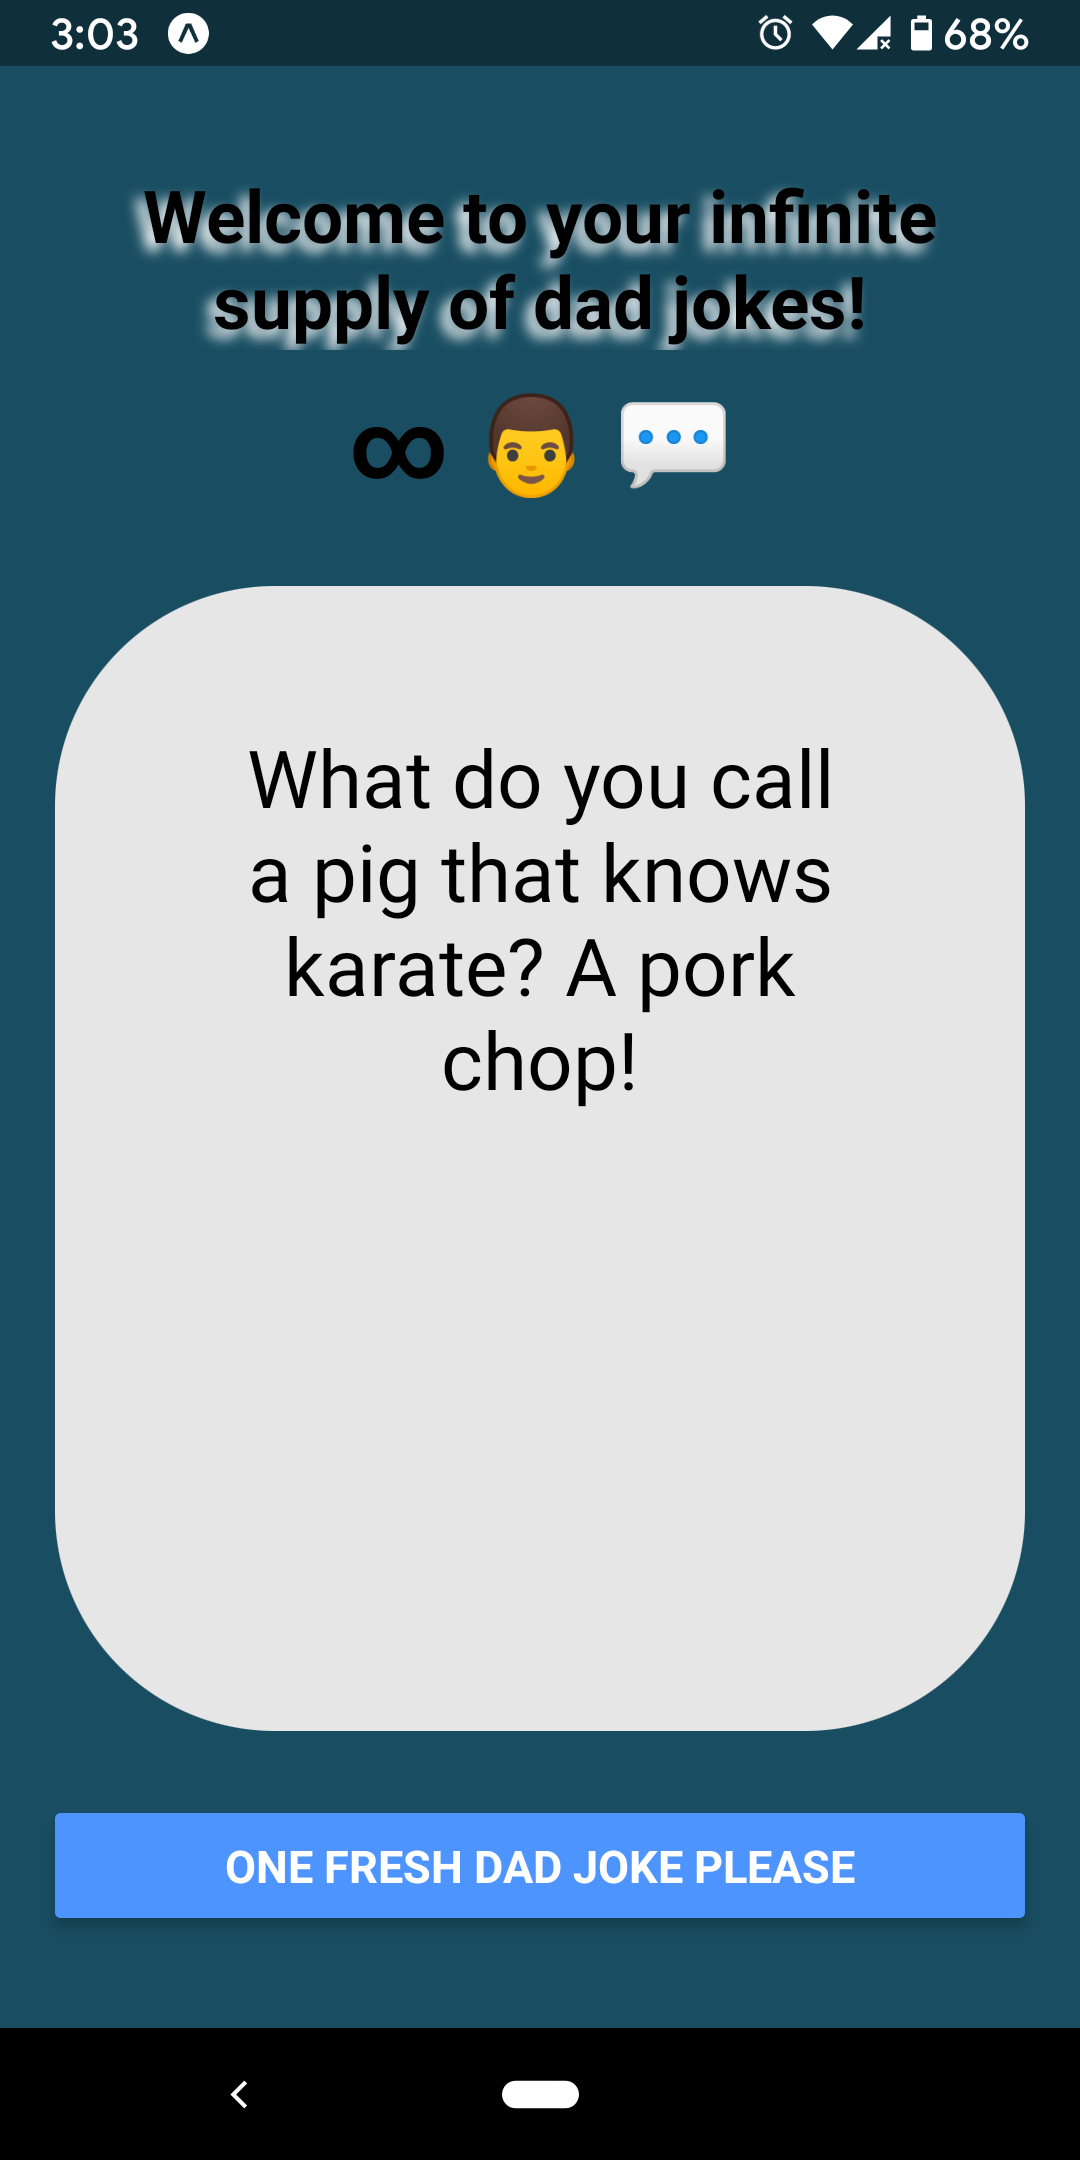 3:03 68%
Welcome to your infinite
supply of dad jokes!
∞ 👨 💬
What do you call
a pig that knows
karate? A pork
chop!
ONE FRESH DAD JOKE PLEASE